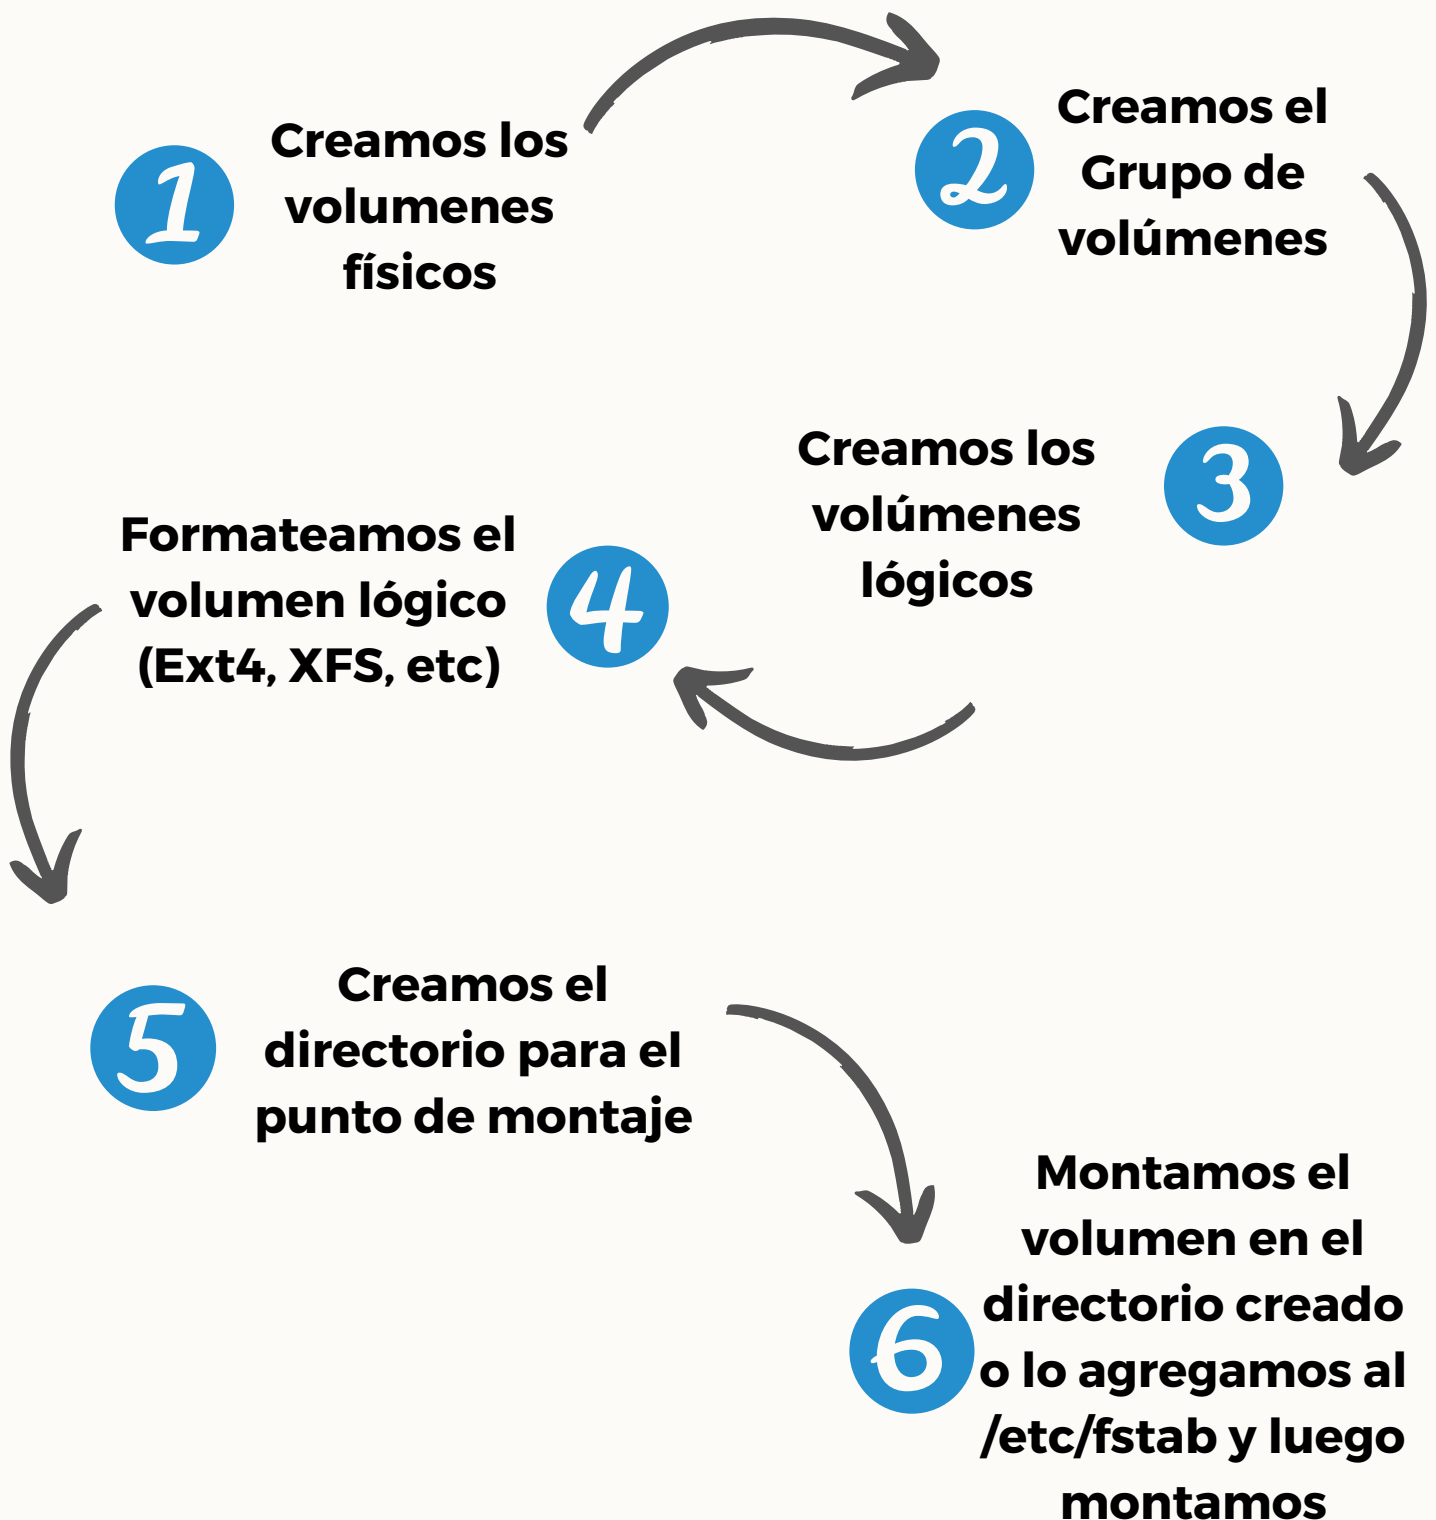 1
Creamos los
volumenes
físicos
2
Creamos el
Grupo de
volúmenes
3
Creamos los
volúmenes
lógicos
4
Formateamos el
volumen lógico
(Ext4, XFS, etc)
5
Creamos el
directorio para el
punto de montaje
6
Montamos el
volumen en el
directorio creado
o lo agregamos al
/etc/fstab y luego
montamos